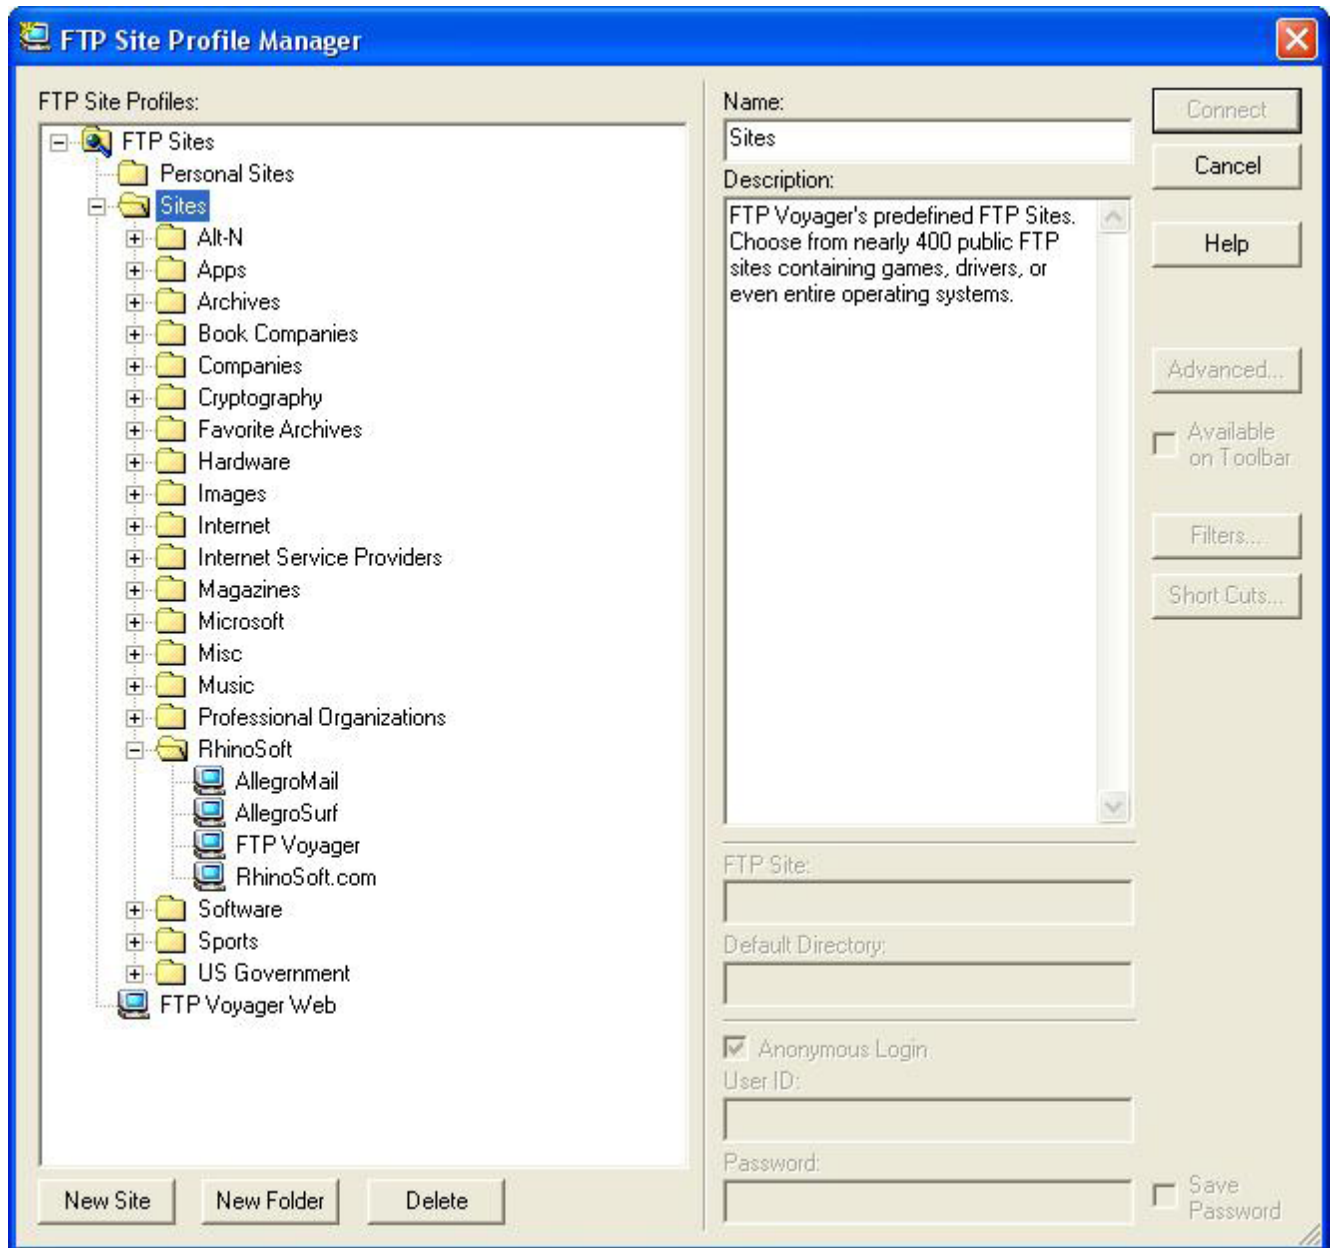 FTP Site Profile Manager
FTP Site Profiles:
FTP Sites
Personal Sites
Sites
Alt-N
Apps
Archives
Book Companies
Companies
Cryptography
Favorite Archives
Hardware
Images
Internet
Internet Service Providers
Magazines
Microsoft
Misc
Music
Professional Organizations
RhinoSoft
AllegroMail
AllegroSurf
FTP Voyager
RhinoSoft.com
Software
Sports
US Government
FTP Voyager Web
New Site
New Folder
Delete
Name:
Sites
Description:
FTP Voyager's predefined FTP Sites.
Choose from nearly 400 public FTP
sites containing games, drivers, or
even entire operating systems.
FTP Site:
Default Directory:
Anonymous Login
User ID:
Password:
Connect
Cancel
Help
Advanced...
Available
on Toolbar
Filters....
Short Cuts...
Save
Password